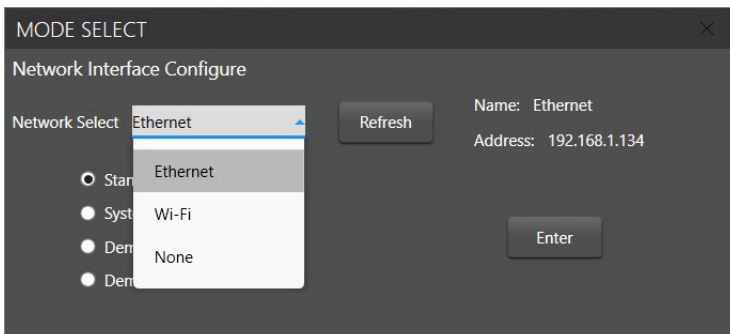 MODE SELECT
Network Interface Configure
Network Select Ethernet Refresh
Name: Ethernet
Address: 192.168.1.134
Ethernet
Wi-Fi
None
Enter